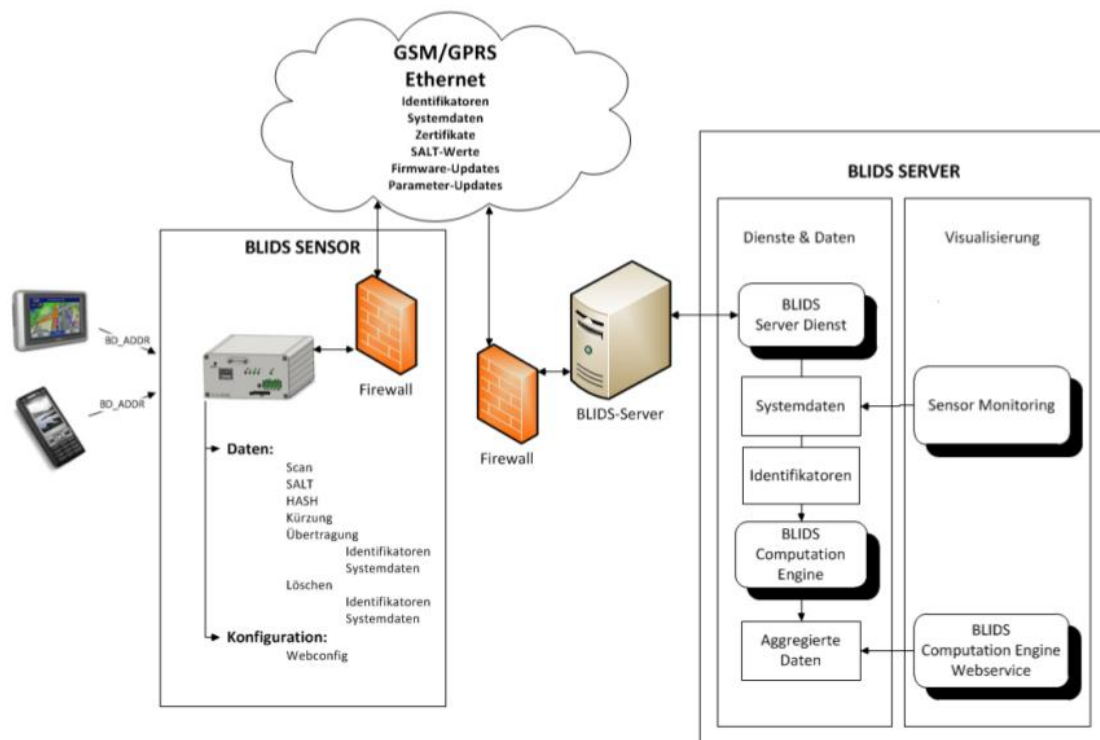 GSM/GPRS
Ethernet
Identifikatoren
Systemdaten
Zertifikate
SALT-Werte
Firmware-Updates
Parameter-Updates
BLIDS SENSOR
BD_ADDR
BD_ADDR
Firewall
Daten:
Scan
SALT
HASH
Kürzung
Übertragung
Identifikatoren
Systemdaten
Löschen
Identifikatoren
Systemdaten
Konfiguration:
Webconfig
Firewall
BLIDS-Server
BLIDS SERVER
Dienste & Daten
BLIDS
Server Dienst
Systemdaten
Identifikatoren
BLIDS
Computation
Engine
Aggregierte
Daten
Visualisierung
Sensor Monitoring
BLIDS
Computation Engine
Webservice